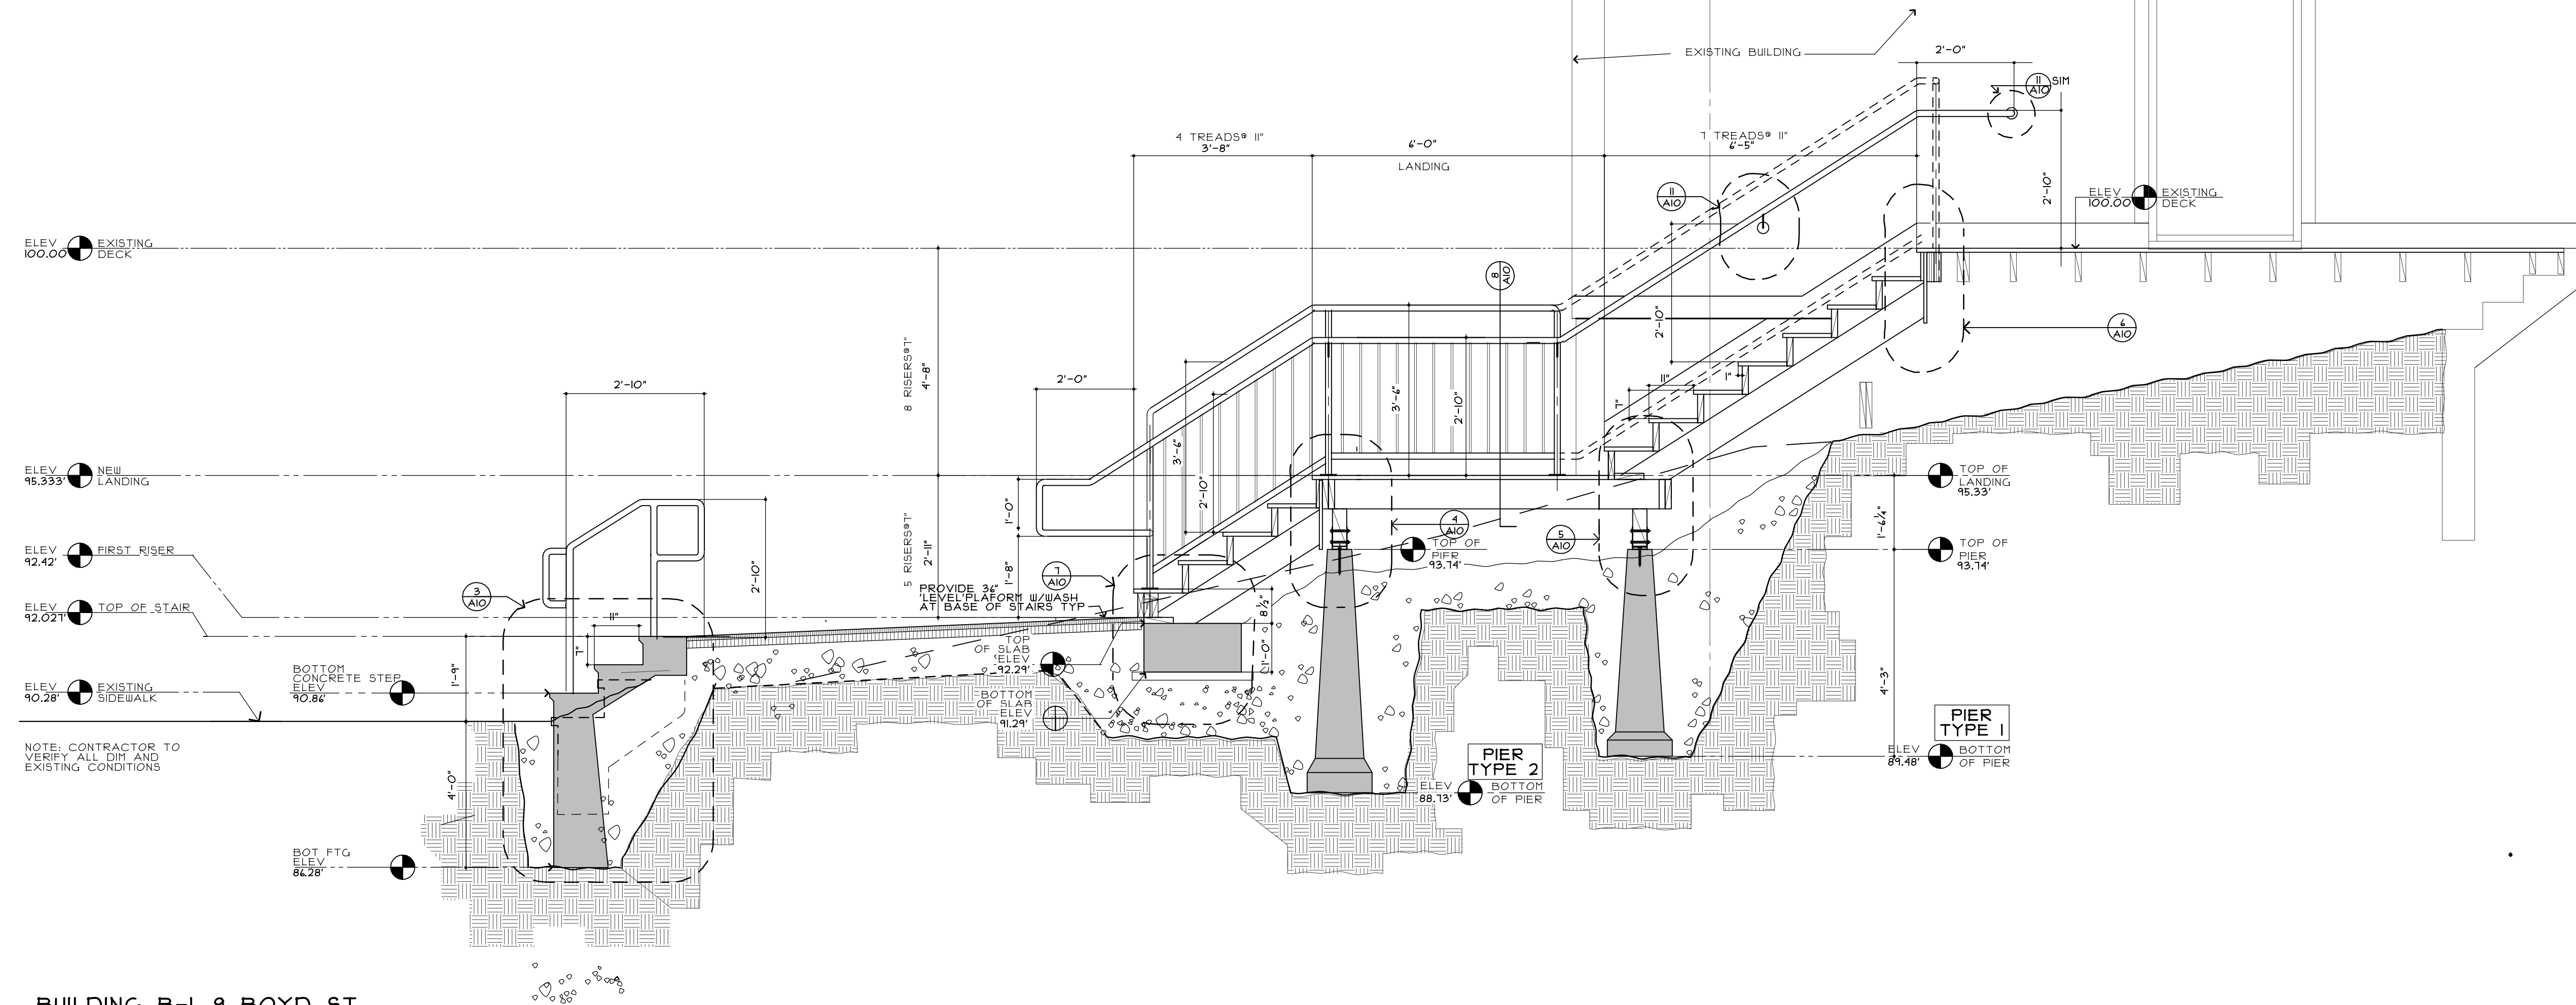 EXISTING BUILDING
2'-0"
11
A10
SIM
4 TREADS@ 11"
3'-8"
6'-0"
LANDING
7 TREADS@ 11"
6'-5"
11
A10
2'-10"
ELEV
100.00
EXISTING
DECK
ELEV
100.00
EXISTING
DECK
8
A10
2'-10"
6
A10
8 RISERS@7"
4'-8"
2'-10"
2'-0"
3'-6"
2'-10"
3'-6"
2'-10"
11"
1"
7"
ELEV
95.333'
NEW
LANDING
TOP OF
LANDING
95.33'
1'-0"
5 RISERS@7"
2'-11"
1'-8"
2'-10"
4
A10
5
A10
1'-6¼"
TOP OF
PIER
93.74'
TOP OF
PIER
93.74'
ELEV
92.42'
FIRST RISER
7
A10
3
A10
PROVIDE 36"
'LEVEL'PLAFORM W/WASH
AT BASE OF STAIRS TYP
8½"
ELEV
92.027'
TOP OF STAIR
11"
7"
1'-9"
TOP
OF SLAB
ELEV
92.29'
1'-0"
BOTTOM
CONCRETE STEP
ELEV
90.86'
ELEV
90.28'
EXISTING
SIDEWALK
BOTTOM
OF SLAB
ELEV
91.29'
4'-3"
PIER
TYPE 1
NOTE: CONTRACTOR TO
VERIFY ALL DIM AND
EXISTING CONDITIONS
4'-0"
PIER
TYPE 2
ELEV
89.48'
BOTTOM
OF PIER
ELEV
88.73'
BOTTOM
OF PIER
BOT FTG
ELEV
86.28'
BUILDING B-1, 9 BOYD ST